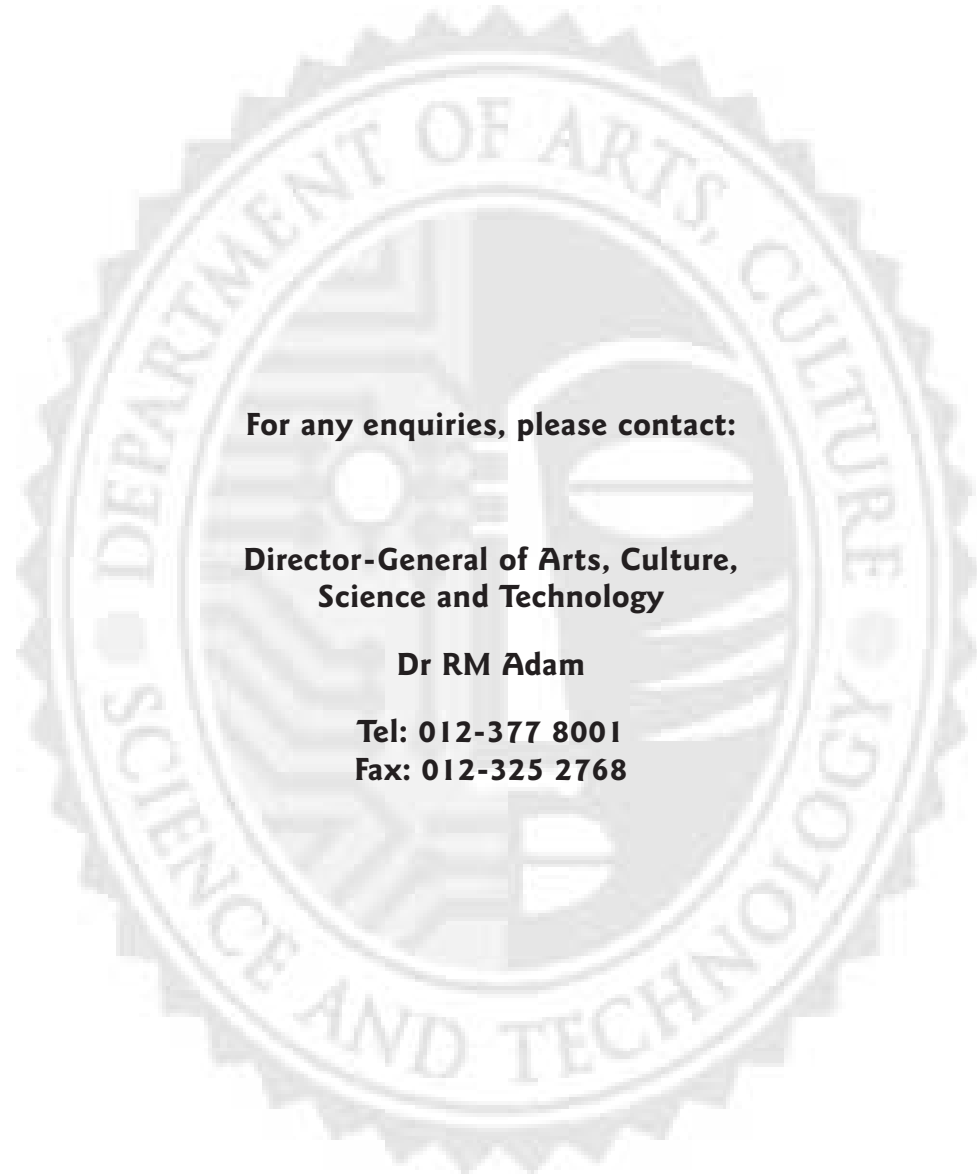 DEPARTMENT OF ARTS, CULTURE
SCIENCE AND TECHNOLOGY
For any enquiries, please contact:
Director-General of Arts, Culture,
Science and Technology
Dr RM Adam
Tel: 012-377 8001
Fax: 012-325 2768